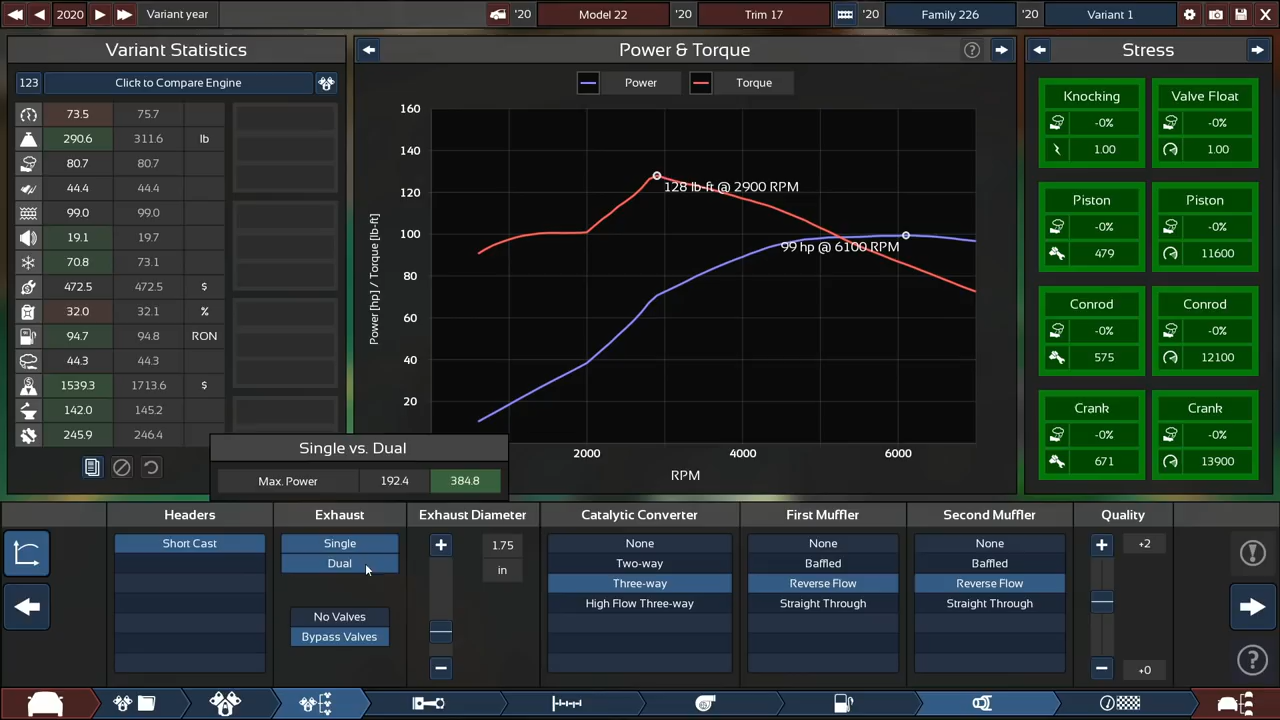 2020 Variant year '20 Model 22 '20 Trim 17 '20 Family 226 '20 Variant 1
Variant Statistics
123 Click to Compare Engine
73.5 75.7
290.6 311.6 lb
80.7 80.7
44.4 44.4
99.0 99.0
19.1 19.7
70.8 73.1
472.5 472.5 $
32.0 32.1 %
94.7 94.8 RON
44.3 44.3
1539.3 1713.6 $
142.0 145.2
245.9 246.4
Power & Torque ?
Power Torque
Power [hp] / Torque [lb·ft]
160
140
120
100
80
60
40
20
128 lb·ft @ 2900 RPM
99 hp @ 6100 RPM
2000 4000 6000
RPM
Stress
Knocking Valve Float
-0% -0%
1.00 1.00
Piston Piston
-0% -0%
479 11600
Conrod Conrod
-0% -0%
575 12100
Crank Crank
-0% -0%
671 13900
Single vs. Dual
Max. Power 192.4 384.8
Headers
Short Cast
Exhaust
Single
Dual
No Valves
Bypass Valves
Exhaust Diameter
+ 1.75
in
−
Catalytic Converter
None
Two-way
Three-way
High Flow Three-way
First Muffler
None
Baffled
Reverse Flow
Straight Through
Second Muffler
None
Baffled
Reverse Flow
Straight Through
Quality
+ +2
− +0
?